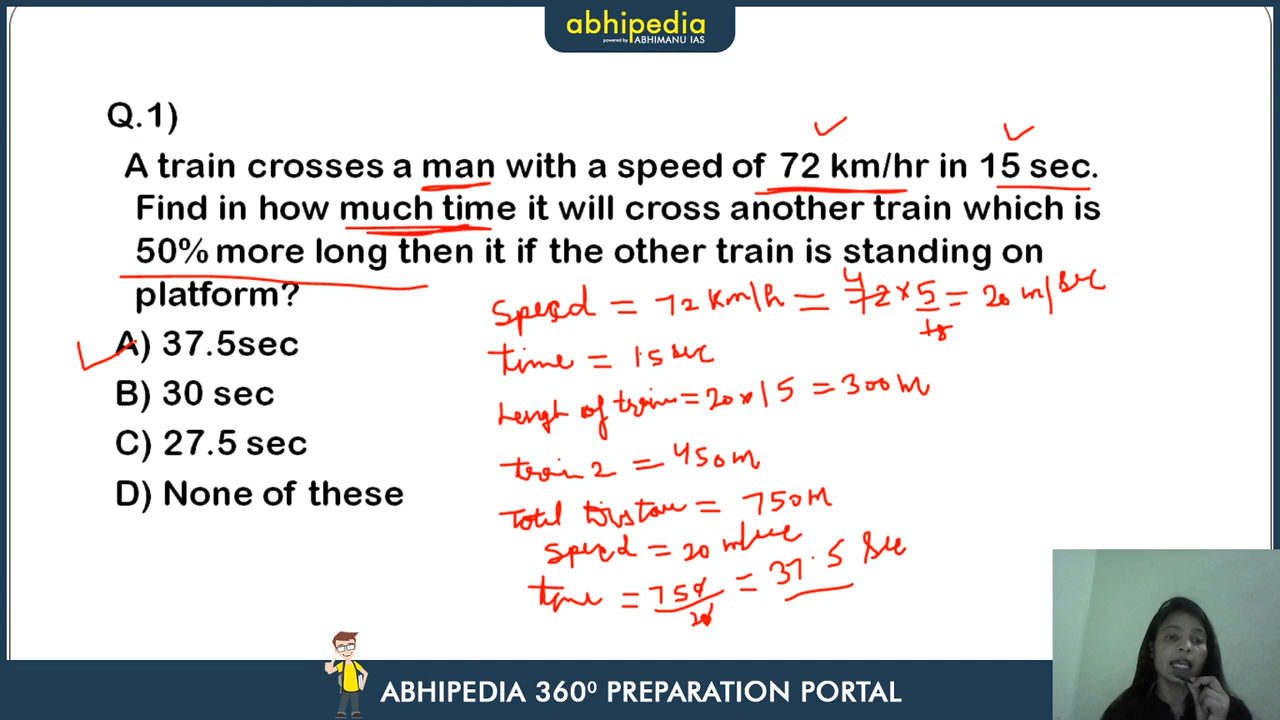 abhipedia
powered by ABHIMANU IAS
Q.1)
A train crosses a man with a speed of 72 km/hr in 15 sec.
Find in how much time it will cross another train which is
50% more long then it if the other train is standing on
platform?
A) 37.5sec
B) 30 sec
C) 27.5 sec
D) None of these
Speed = 72 km/h = 4 72 × 5/18 = 20 m/sec
time = 15 sec
Lengh of train = 20 × 15 = 300 m
train 2 = 450 m
Total Distan = 750 M
Speed = 20 m/sec
time = 750/20 = 37.5 Sec
ABHIPEDIA 360⁰ PREPARATION PORTAL